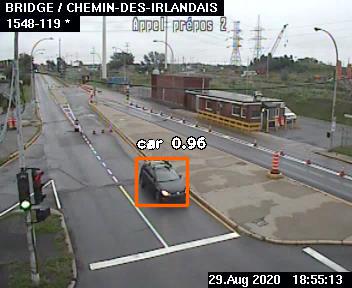 BRIDGE / CHEMIN-DES-IRLANDAIS
1548-119 *
Appel prépos 2
car 0.96
29.Aug 2020 18:55:13